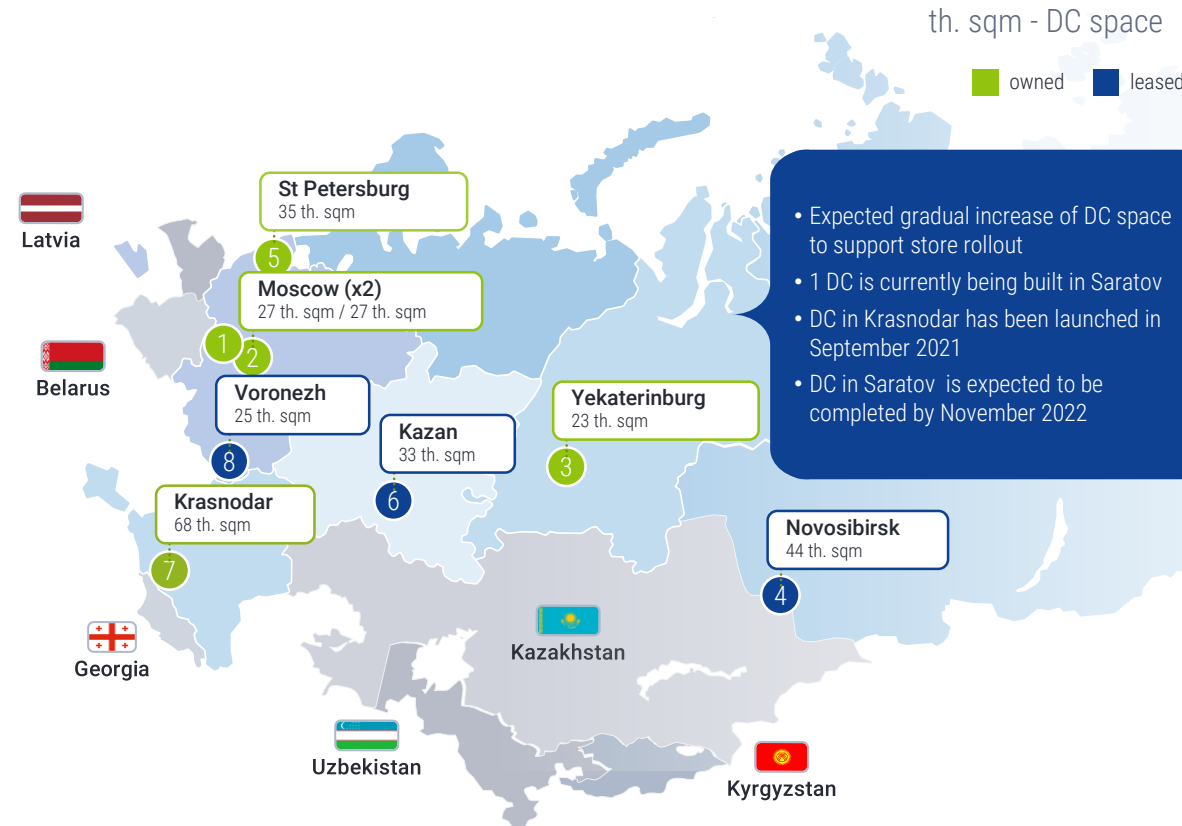 th. sqm - DC space
owned
leased
St Petersburg
35 th. sqm
5
Latvia
Moscow (x2)
27 th. sqm / 27 th. sqm
1
2
Belarus
Voronezh
25 th. sqm
8
Kazan
33 th. sqm
6
Yekaterinburg
23 th. sqm
3
• Expected gradual increase of DC space
to support store rollout
• 1 DC is currently being built in Saratov
• DC in Krasnodar has been launched in
September 2021
• DC in Saratov is expected to be
completed by November 2022
Krasnodar
68 th. sqm
7
Novosibirsk
44 th. sqm
4
Georgia
Kazakhstan
Uzbekistan
Kyrgyzstan